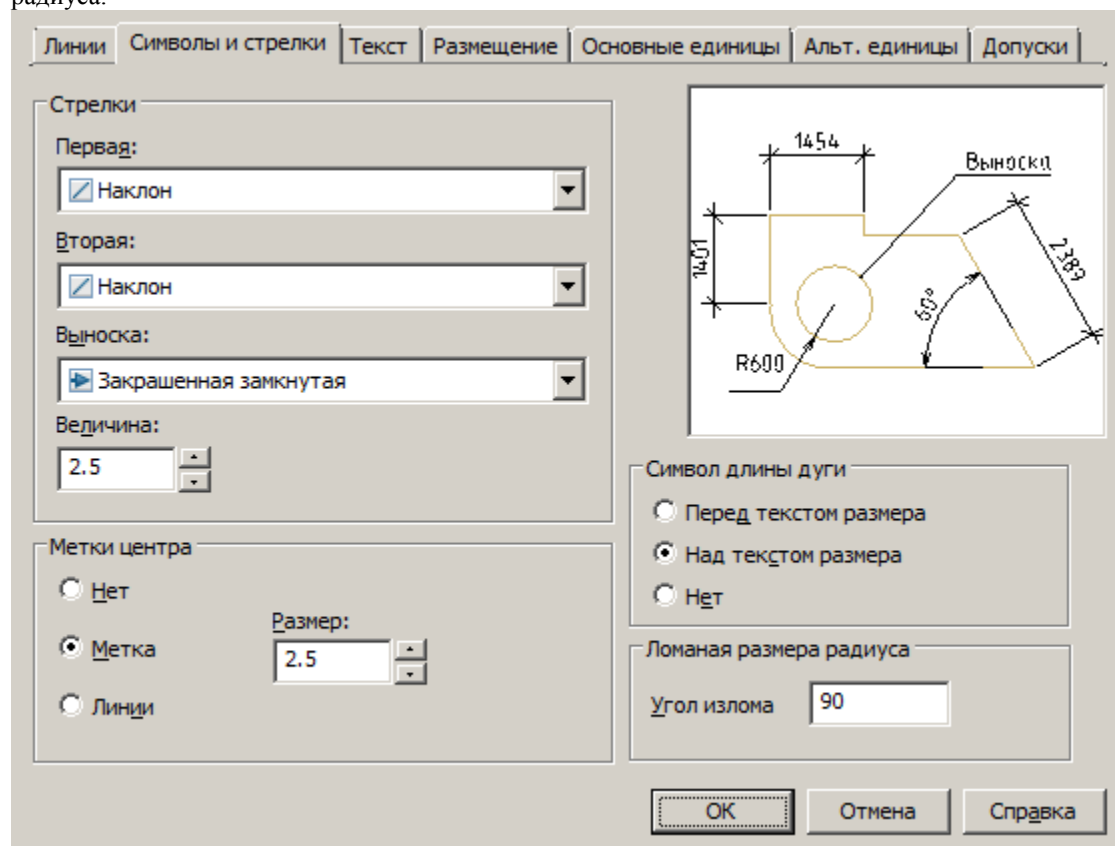 радиуса.
Линии Символы и стрелки Текст Размещение Основные единицы Альт. единицы Допуски
Стрелки
Первая:
Наклон
Вторая:
Наклон
Выноска:
Закрашенная замкнутая
Величина:
2.5
1454
Выноска
1401
2389
60°
R600
Символ длины дуги
Перед текстом размера
Над текстом размера
Нет
Метки центра
Нет
Метка
Линии
Размер:
2.5
Ломаная размера радиуса
Угол излома 90
OK Отмена Справка